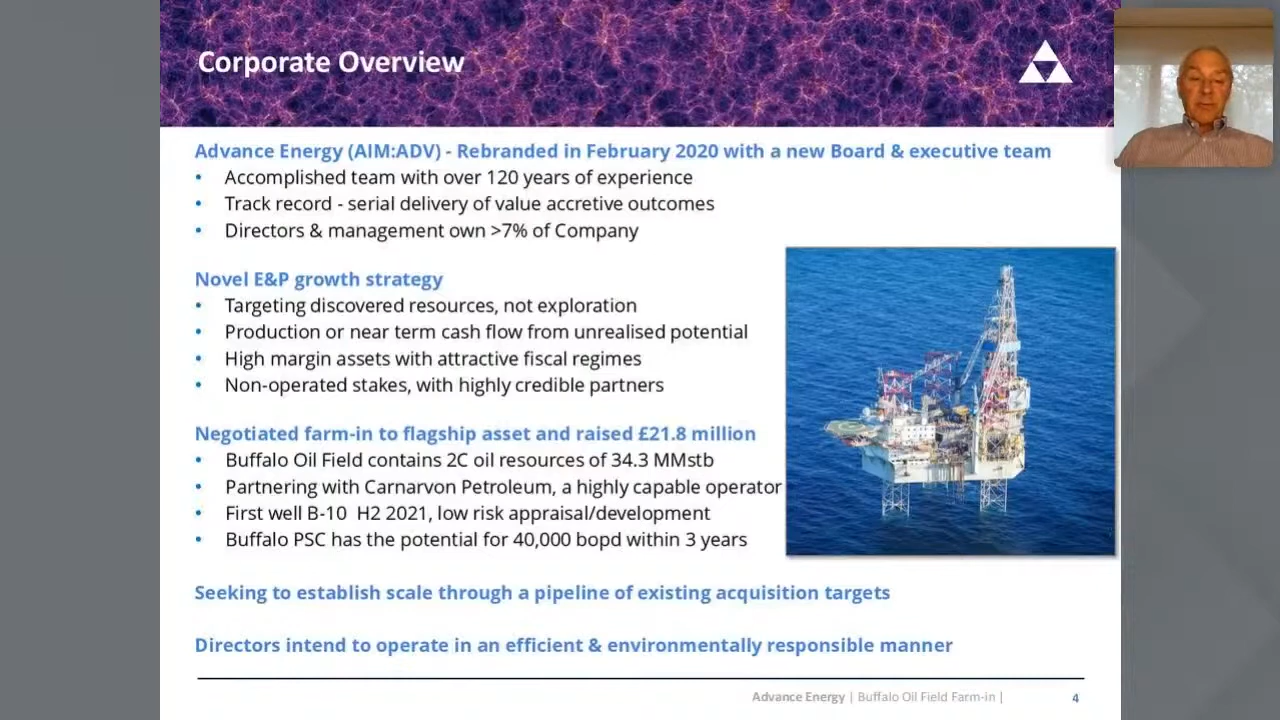 Corporate Overview
Advance Energy (AIM:ADV) - Rebranded in February 2020 with a new Board & executive team
• Accomplished team with over 120 years of experience
• Track record - serial delivery of value accretive outcomes
• Directors & management own >7% of Company
Novel E&P growth strategy
• Targeting discovered resources, not exploration
• Production or near term cash flow from unrealised potential
• High margin assets with attractive fiscal regimes
• Non-operated stakes, with highly credible partners
Negotiated farm-in to flagship asset and raised £21.8 million
• Buffalo Oil Field contains 2C oil resources of 34.3 MMstb
• Partnering with Carnarvon Petroleum, a highly capable operator
• First well B-10  H2 2021, low risk appraisal/development
• Buffalo PSC has the potential for 40,000 bopd within 3 years
Seeking to establish scale through a pipeline of existing acquisition targets
Directors intend to operate in an efficient & environmentally responsible manner
Advance Energy | Buffalo Oil Field Farm-in | 4